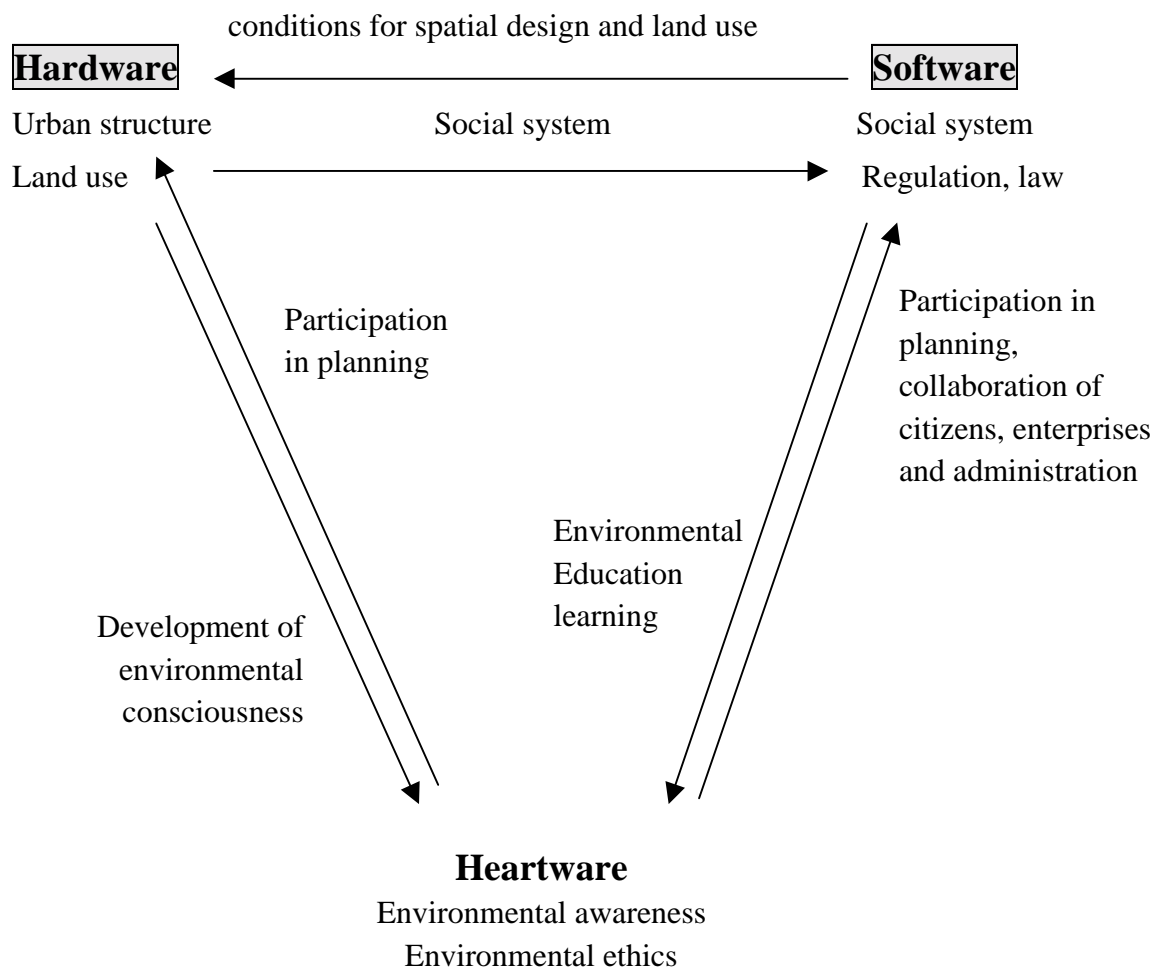 conditions for spatial design and land use
Hardware
Software
Urban structure
Social system
Social system
Land use
Regulation, law
Participation
in planning
Participation in
planning,
collaboration of
citizens, enterprises
and administration
Environmental
Education
learning
Development of
environmental
consciousness
Heartware
Environmental awareness
Environmental ethics